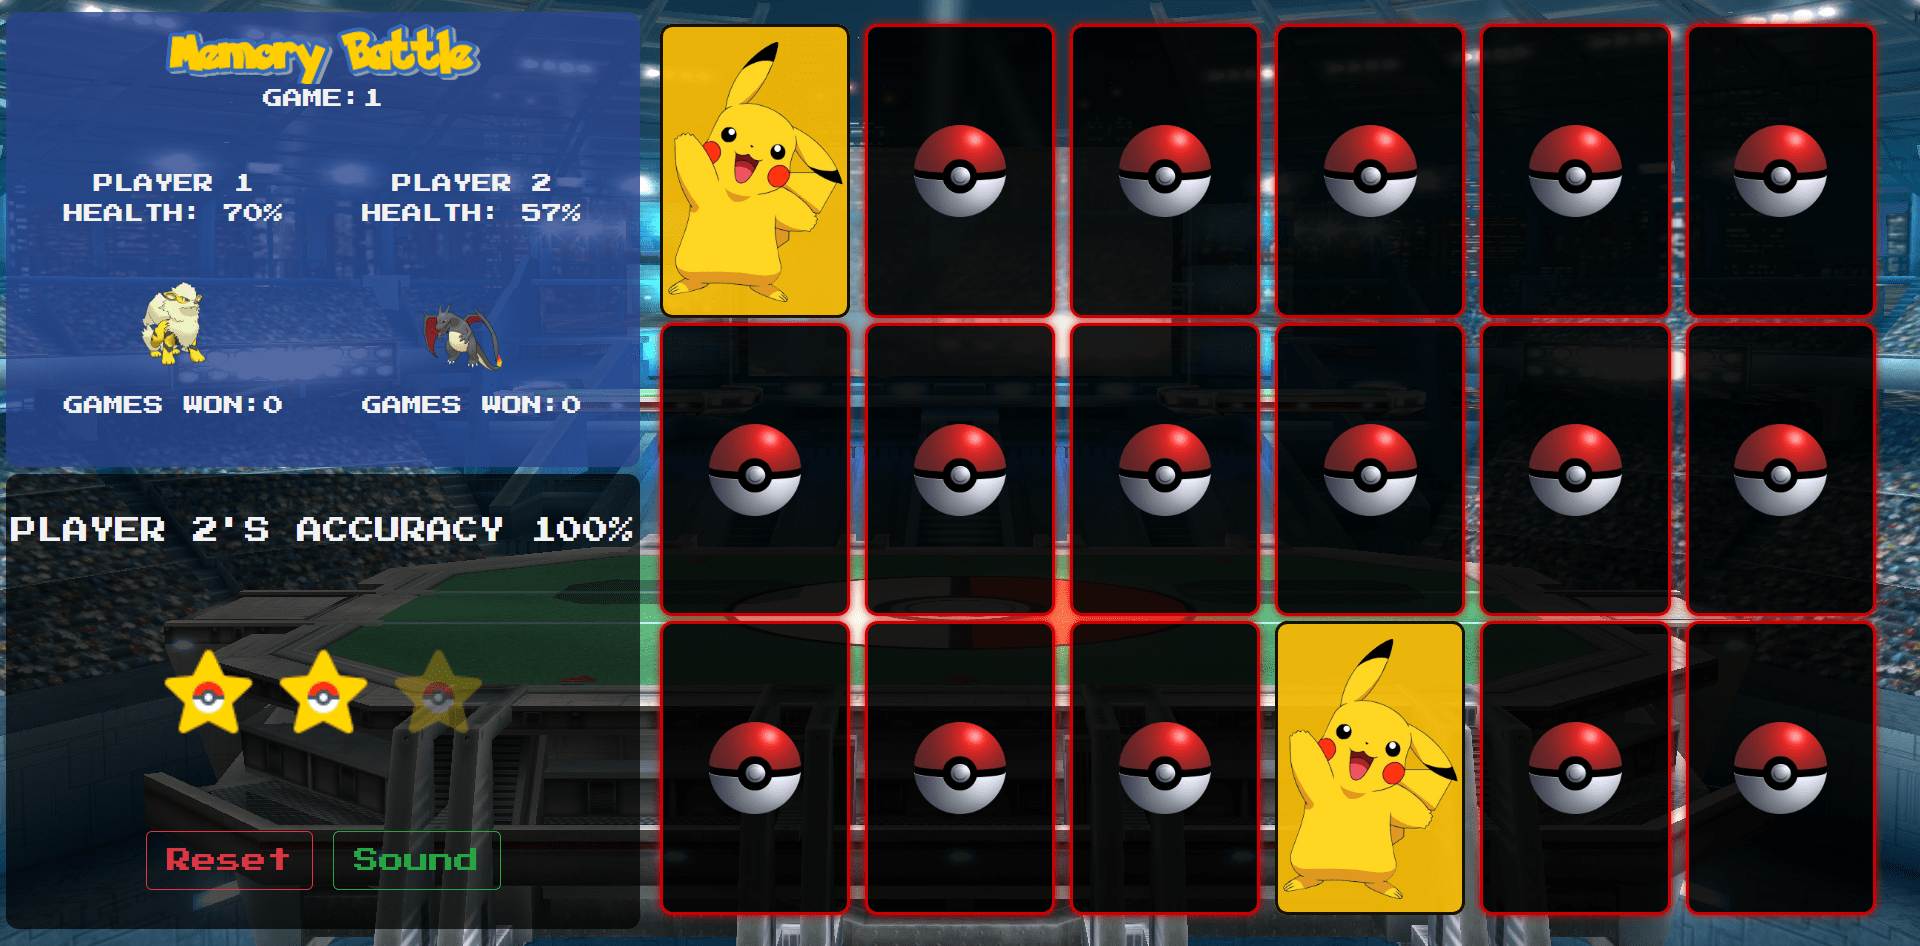 Memory Battle
GAME: 1
PLAYER 1
HEALTH: 70%
PLAYER 2
HEALTH: 57%
GAMES WON:0
GAMES WON:0
PLAYER 2'S ACCURACY 100%
Reset
Sound